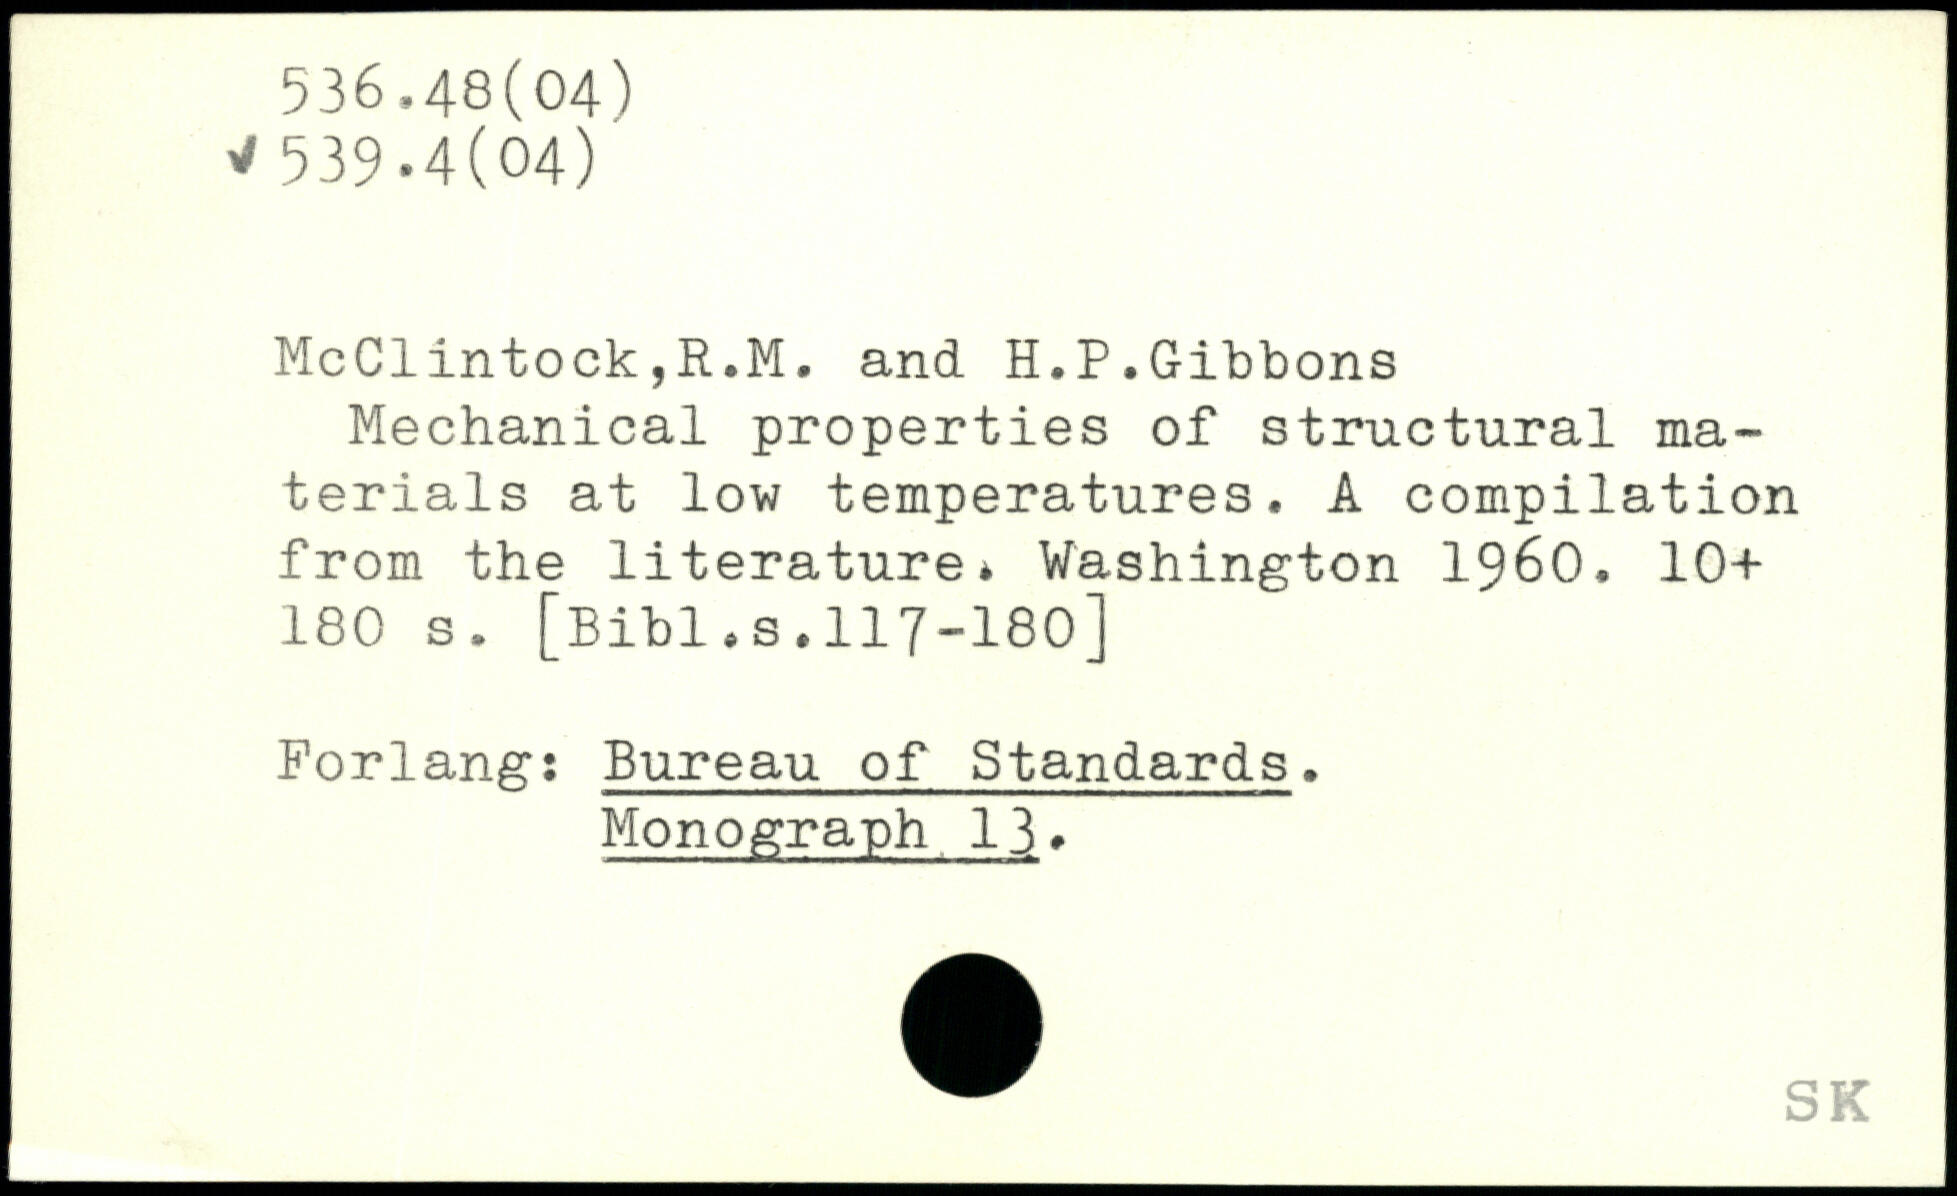 536.48(04)
✓ 539.4(04)
McClintock,R.M. and H.P.Gibbons
Mechanical properties of structural ma-
terials at low temperatures. A compilation
from the literature. Washington 1960. 10+
180 s. [Bibl.s.117-180]
Forlang: Bureau of Standards.
Monograph 13.
SK